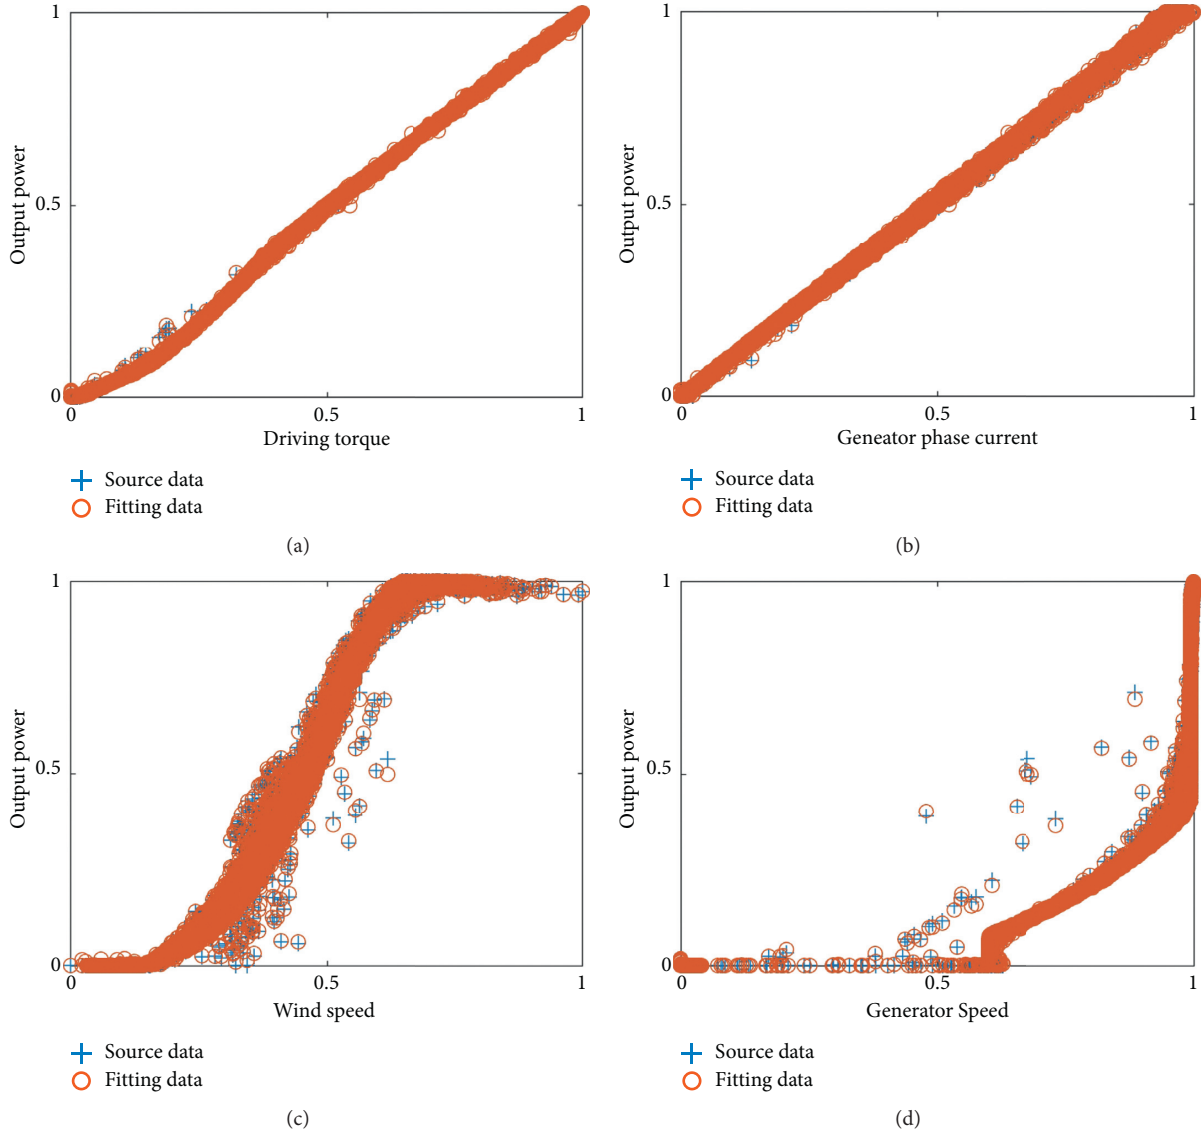 1
Output power
0.5
0
0
0.5
1
Driving torque
Source data
Fitting data
(a)
1
Output power
0.5
0
0
0.5
1
Geneator phase current
Source data
Fitting data
(b)
1
Output power
0.5
0
0
0.5
1
Wind speed
Source data
Fitting data
(c)
1
Output power
0.5
0
0
0.5
1
Generator Speed
Source data
Fitting data
(d)